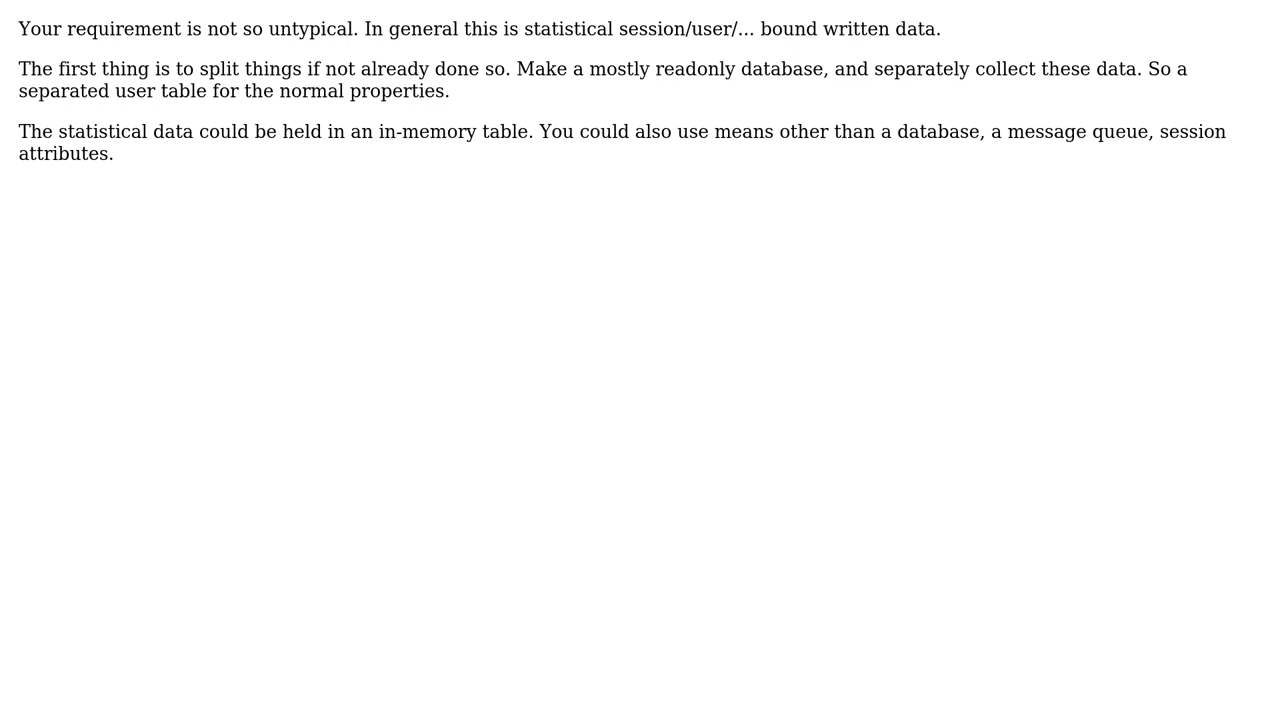 Your requirement is not so untypical. In general this is statistical session/user/... bound written data.
The first thing is to split things if not already done so. Make a mostly readonly database, and separately collect these data. So a
separated user table for the normal properties.
The statistical data could be held in an in-memory table. You could also use means other than a database, a message queue, session
attributes.